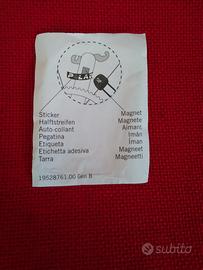 Sticker
Haftstreifen
Auto-collant
Pegatina
Etiqueta
Etichetta adesiva
Tarra
Magnet
Magnete
Aimant
Imán
Íman
Magneet
Magneetti
19528761.00 Gen B
subito